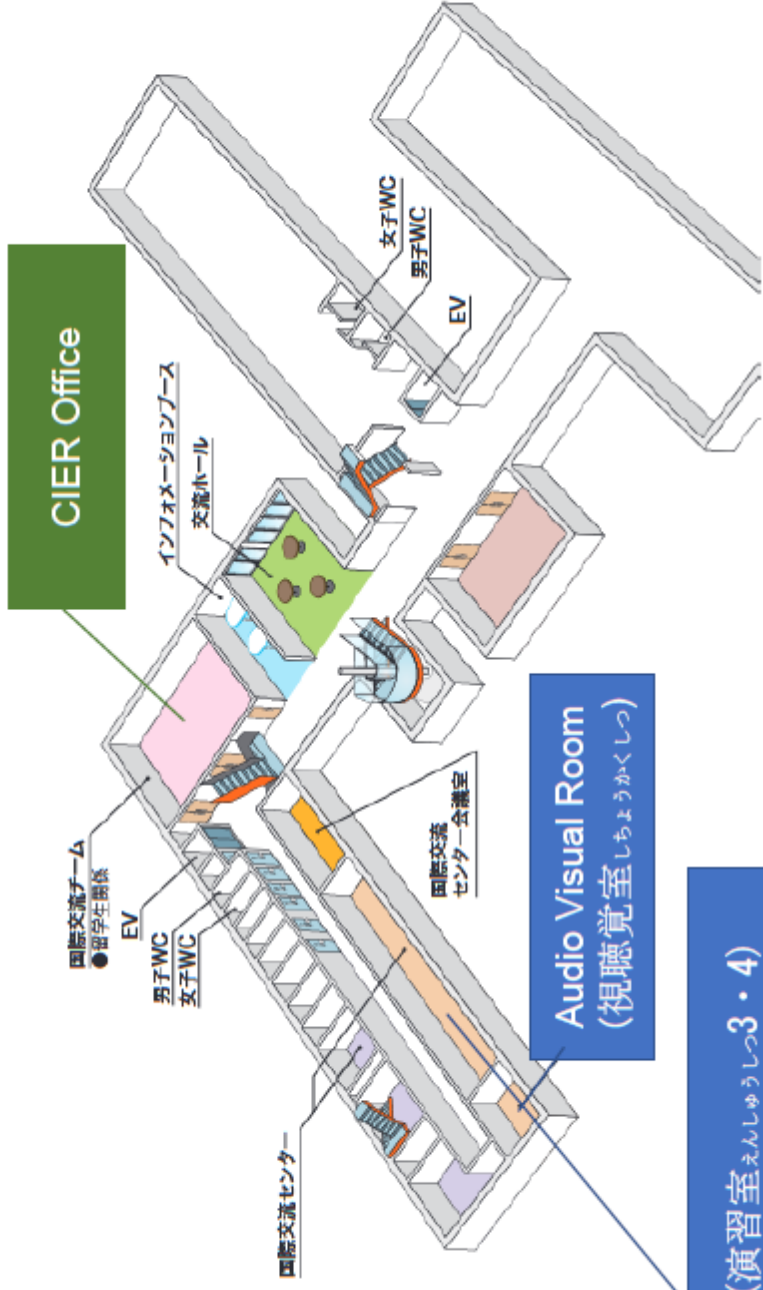 CIER Office
インフォメーションブース
交流ホール
女子WC
男子WC
EV
国際交流チーム
●留学生関係
EV
男子WC
女子WC
国際交流
センター会議室
国際交流センター
Audio Visual Room
(視聴覚室しちょうかくしつ)
(演習室えんしゅうしつ3・4)